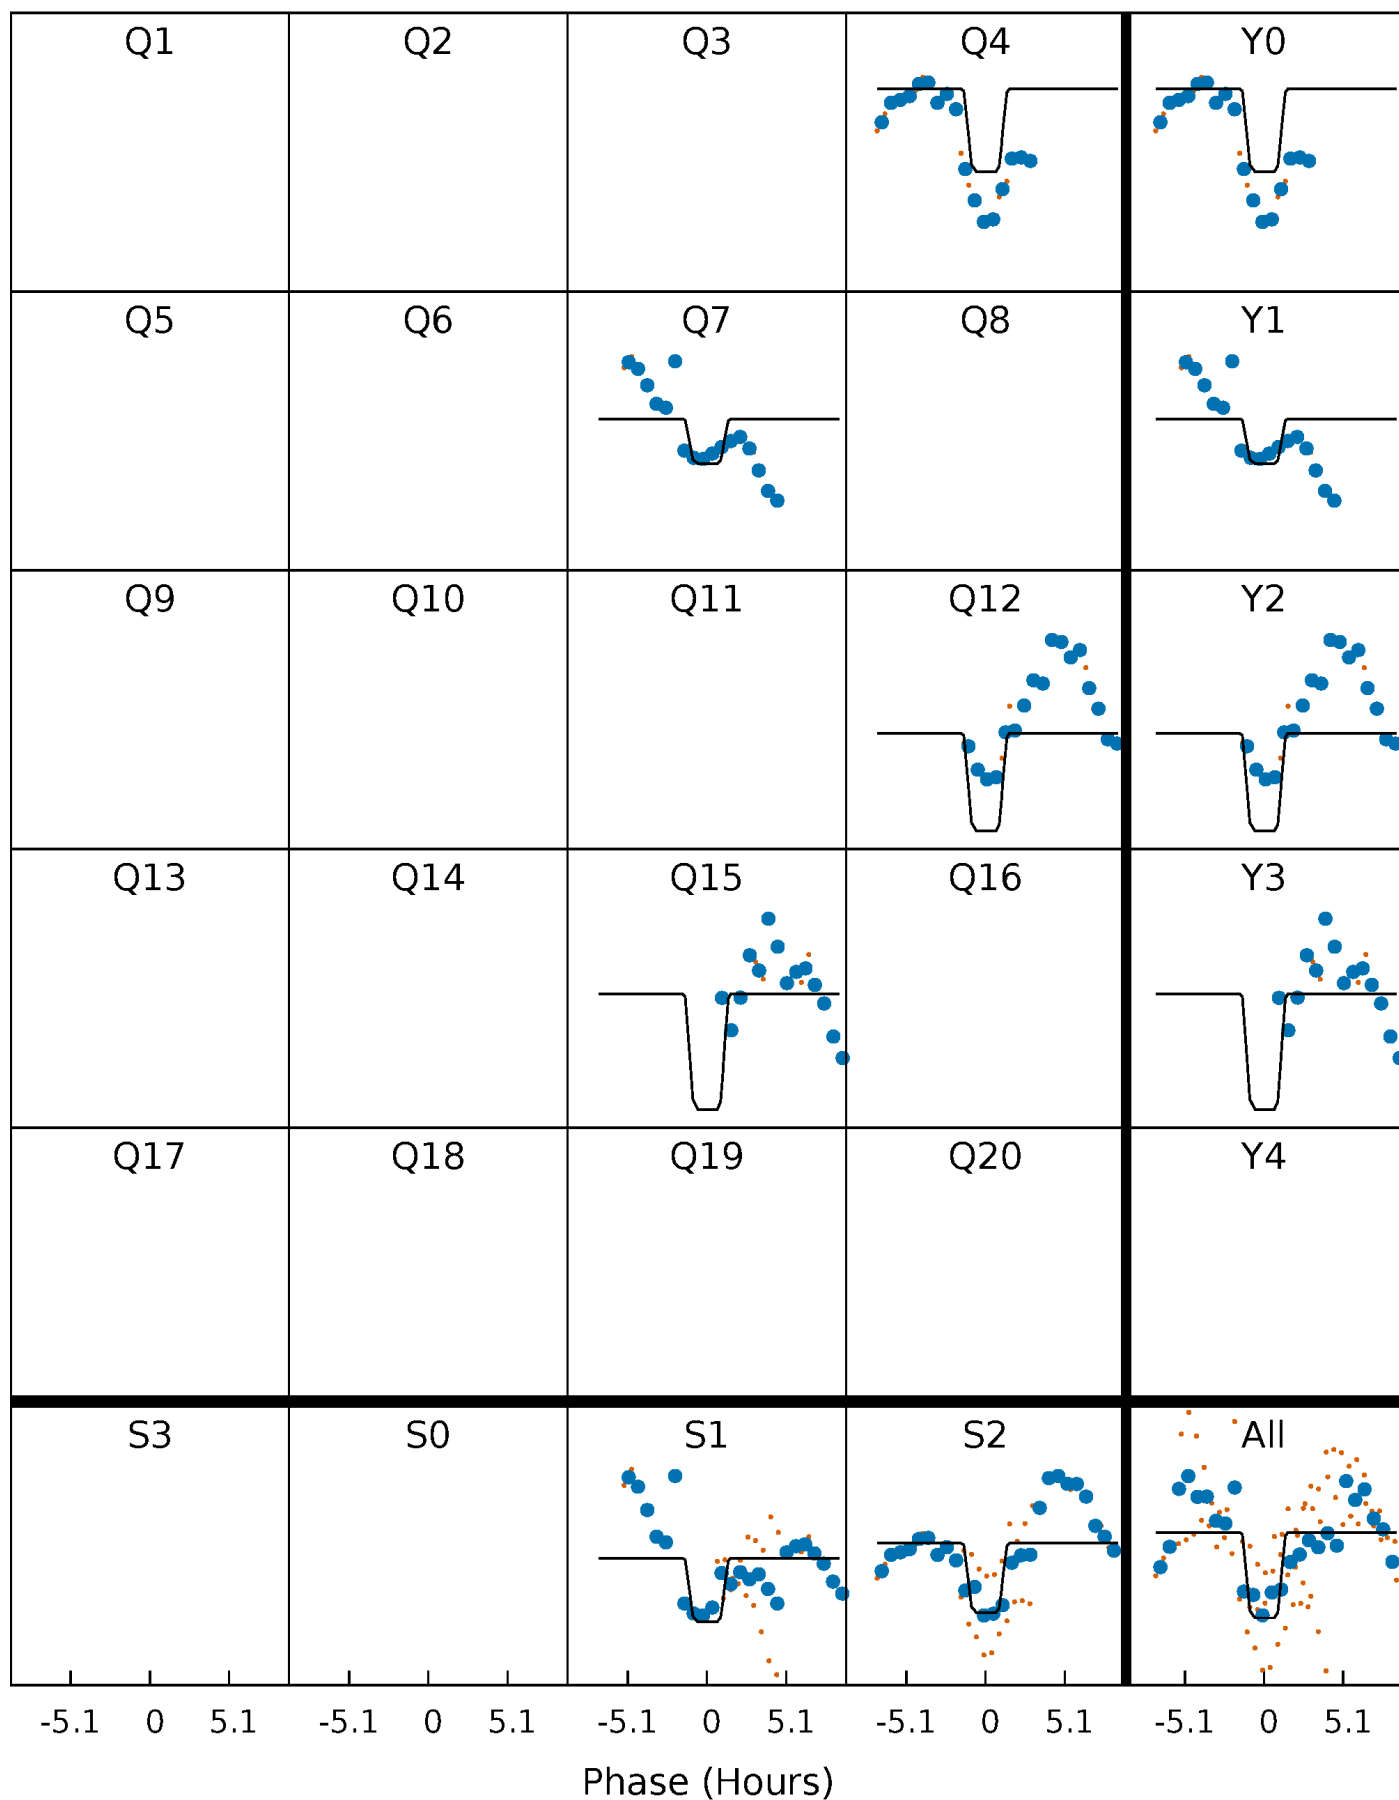 Q1 Q2 Q3 Q4 Y0
Q5 Q6 Q7 Q8 Y1
Q9 Q10 Q11 Q12 Y2
Q13 Q14 Q15 Q16 Y3
Q17 Q18 Q19 Q20 Y4
S3 S0 S1 S2 All
-5.1 0 5.1 -5.1 0 5.1 -5.1 0 5.1 -5.1 0 5.1 -5.1 0 5.1
Phase (Hours)